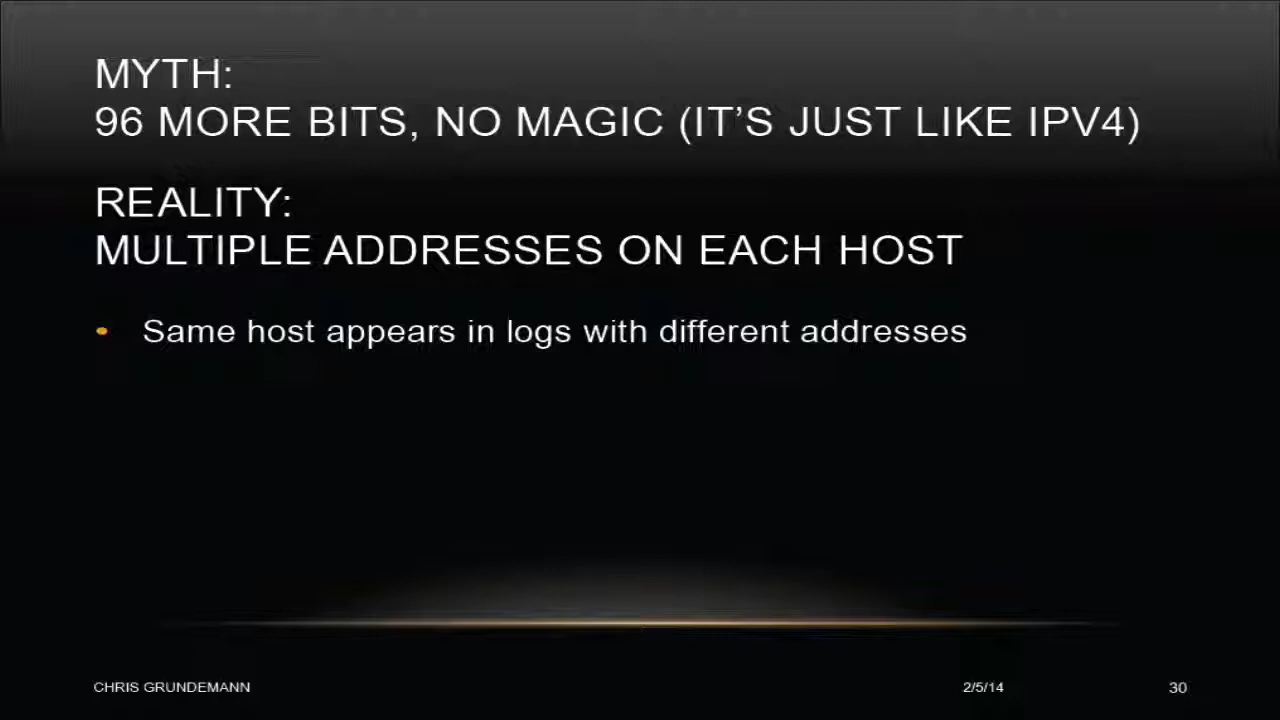 MYTH:
96 MORE BITS, NO MAGIC (IT’S JUST LIKE IPV4)
REALITY:
MULTIPLE ADDRESSES ON EACH HOST
• Same host appears in logs with different addresses
CHRIS GRUNDEMANN
2/5/14
30